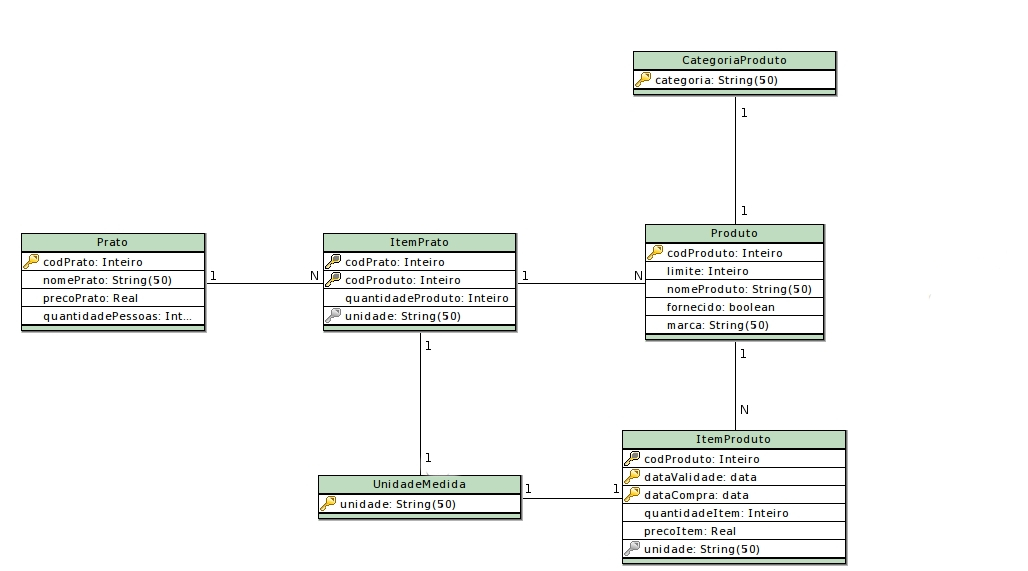 CategoriaProduto
categoria: String(50)
1
1
Prato
codPrato: Inteiro
nomePrato: String(50)
precoPrato: Real
quantidadePessoas: Int...
1
N
ItemPrato
codPrato: Inteiro
codProduto: Inteiro
quantidadeProduto: Inteiro
unidade: String(50)
1
N
Produto
codProduto: Inteiro
limite: Inteiro
nomeProduto: String(50)
fornecido: boolean
marca: String(50)
1
1
1
N
UnidadeMedida
unidade: String(50)
1
1
ItemProduto
codProduto: Inteiro
dataValidade: data
dataCompra: data
quantidadeItem: Inteiro
precoItem: Real
unidade: String(50)